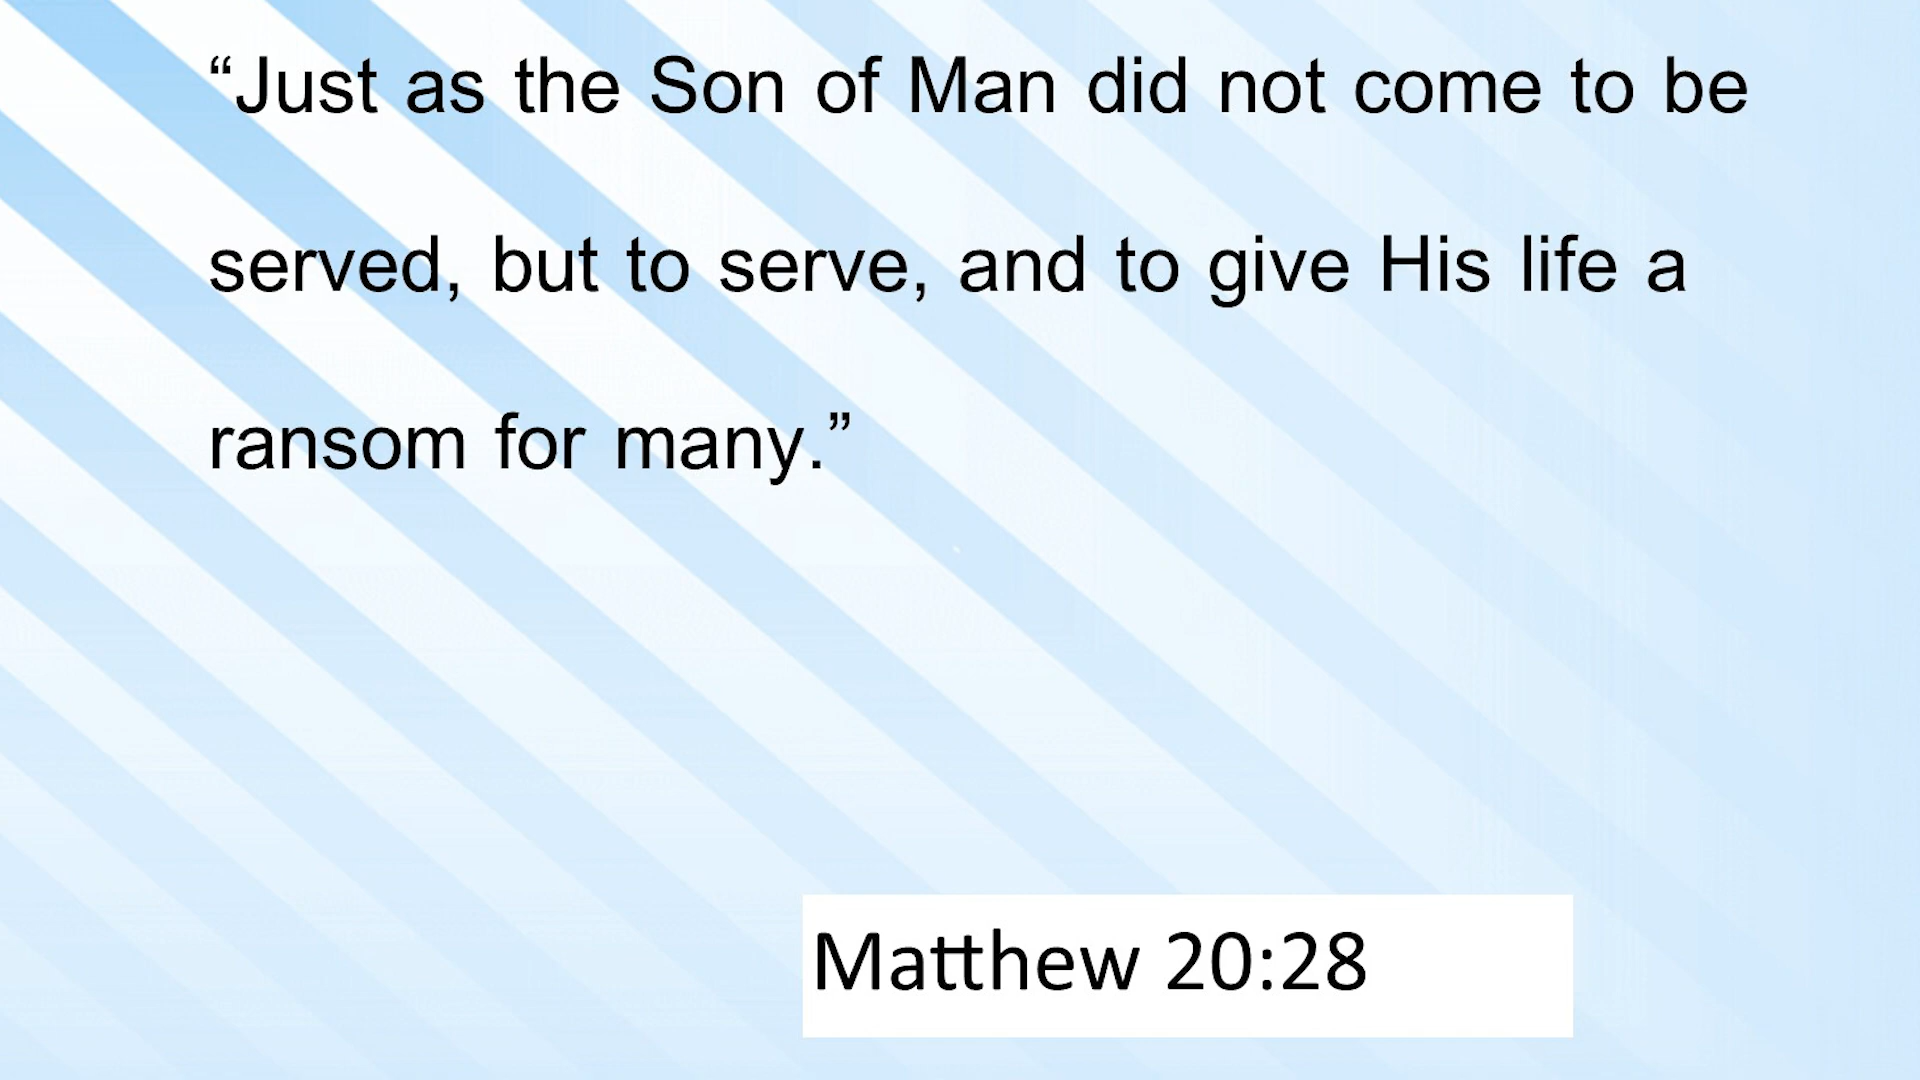 “Just as the Son of Man did not come to be
served, but to serve, and to give His life a
ransom for many.”
Matthew 20:28